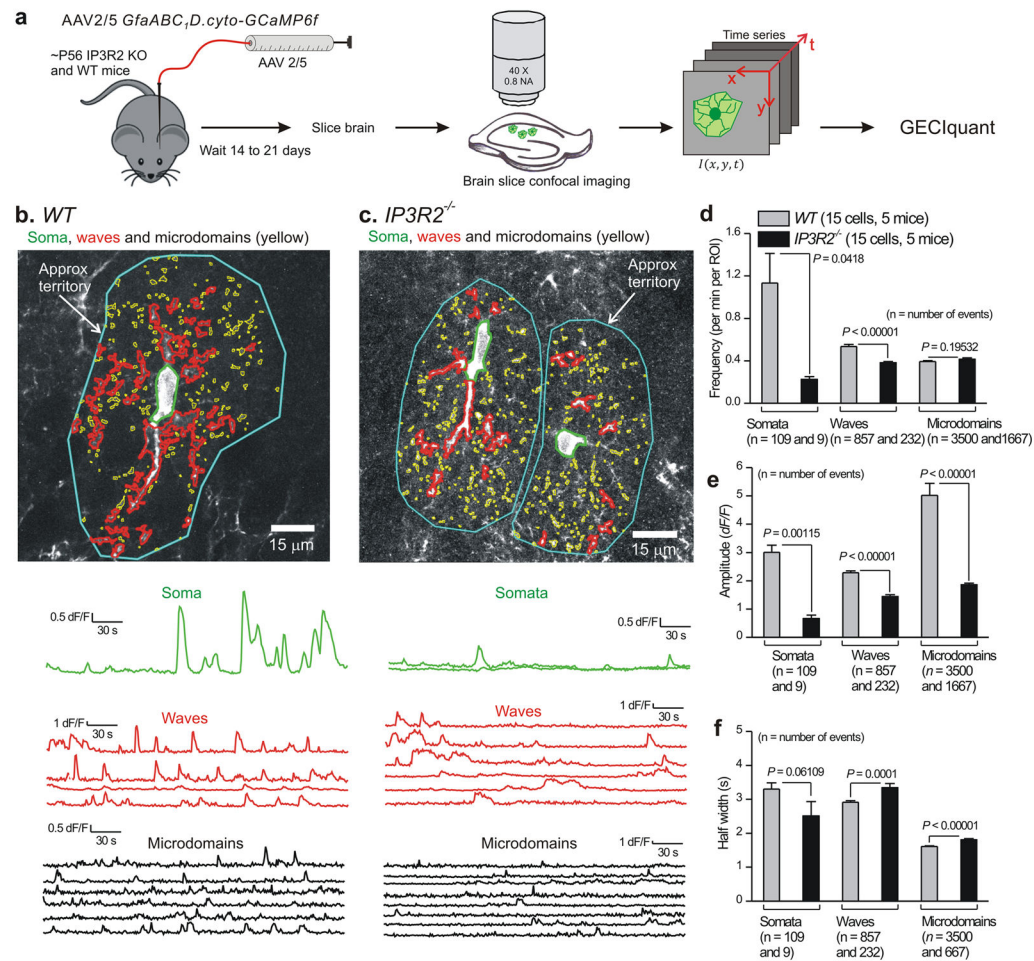 a
AAV2/5 GfaABC₁D.cyto-GCaMP6f
~P56 IP3R2 KO
and WT mice
AAV 2/5
Wait 14 to 21 days
Slice brain
40 X
0.8 NA
Brain slice confocal imaging
Time series
t
x
y
I(x, y, t)
GECIquant
b. WT
Soma, waves and microdomains (yellow)
Approx
territory
15 μm
Soma
0.5 dF/F
30 s
1 dF/F
30 s
Waves
0.5 dF/F
30 s
Microdomains
c. IP3R2⁻/⁻
Soma, waves and microdomains (yellow)
Approx
territory
15 μm
Somata
0.5 dF/F
30 s
Waves
1 dF/F
30 s
Microdomains
1 dF/F
30 s
d
WT (15 cells, 5 mice)
IP3R2⁻/⁻ (15 cells, 5 mice)
P = 0.0418
(n = number of events)
P < 0.00001
P = 0.19532
Frequency (per min per ROI)
1.6
1.2
0.8
0.4
0.0
Somata
(n = 109 and 9)
Waves
(n = 857 and 232)
Microdomains
(n = 3500 and1667)
e
(n = number of events)
P < 0.00001
P = 0.00115
P < 0.00001
Amplitude (dF/F)
6
5
4
3
2
1
0
Somata
(n = 109
and 9)
Waves
(n = 857
and 232)
Microdomains
(n = 3500
and 1667)
f
(n = number of events)
P = 0.06109
P = 0.0001
P < 0.00001
Half width (s)
5
4
3
2
1
0
Somata
(n = 109
and 9)
Waves
(n = 857
and 232)
Microdomains
(n = 3500
and 667)